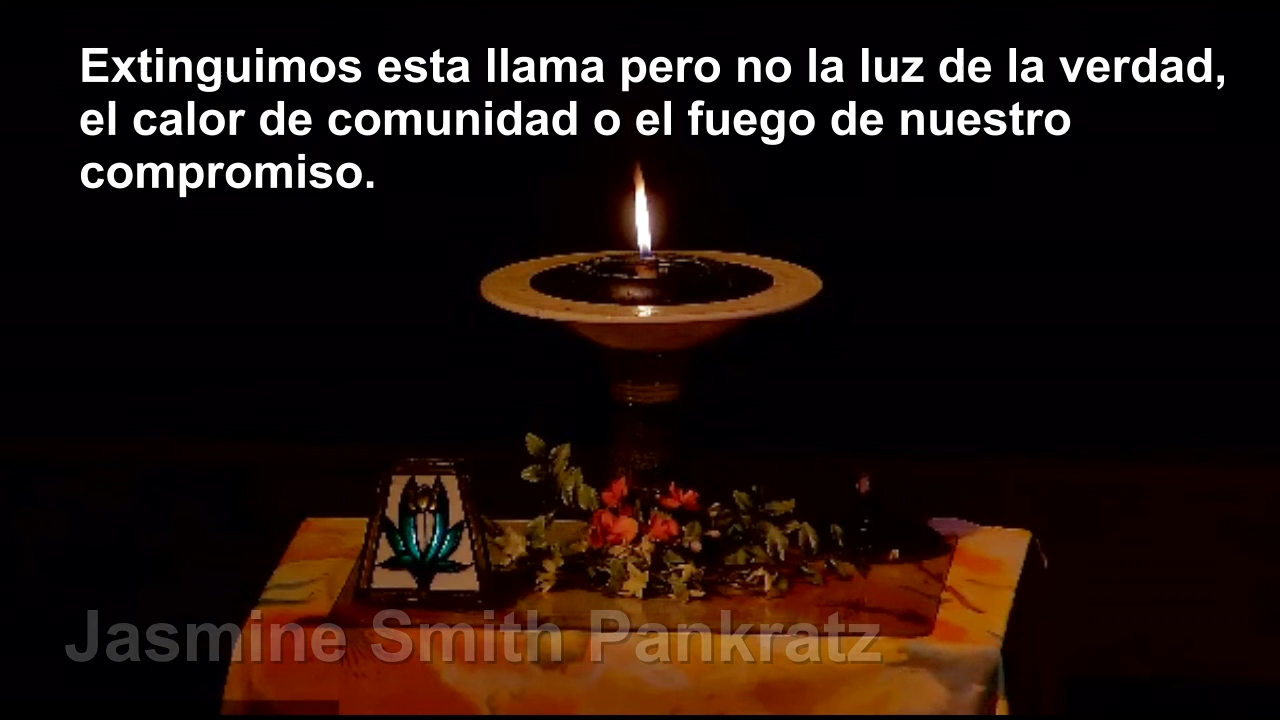 Extinguimos esta llama pero no la luz de la verdad,
el calor de comunidad o el fuego de nuestro
compromiso.
Jasmine Smith Pankratz